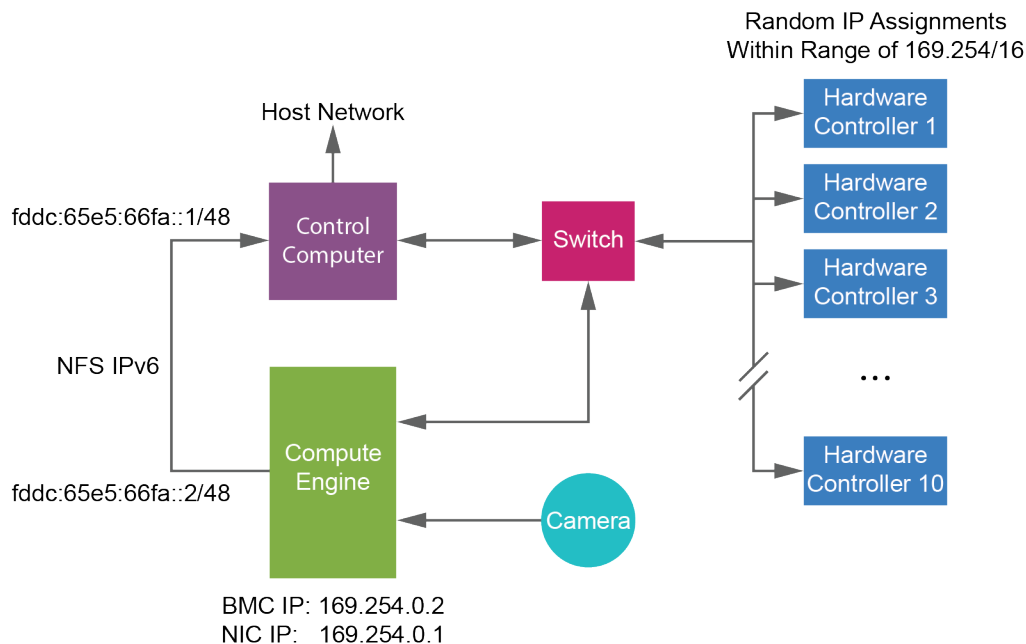 Random IP Assignments
Within Range of 169.254/16
Host Network
Hardware
Controller 1
Hardware
Controller 2
Hardware
Controller 3
...
Hardware
Controller 10
fddc:65e5:66fa::1/48
Control
Computer
Switch
NFS IPv6
Compute
Engine
fddc:65e5:66fa::2/48
Camera
BMC IP: 169.254.0.2
NIC IP: 169.254.0.1